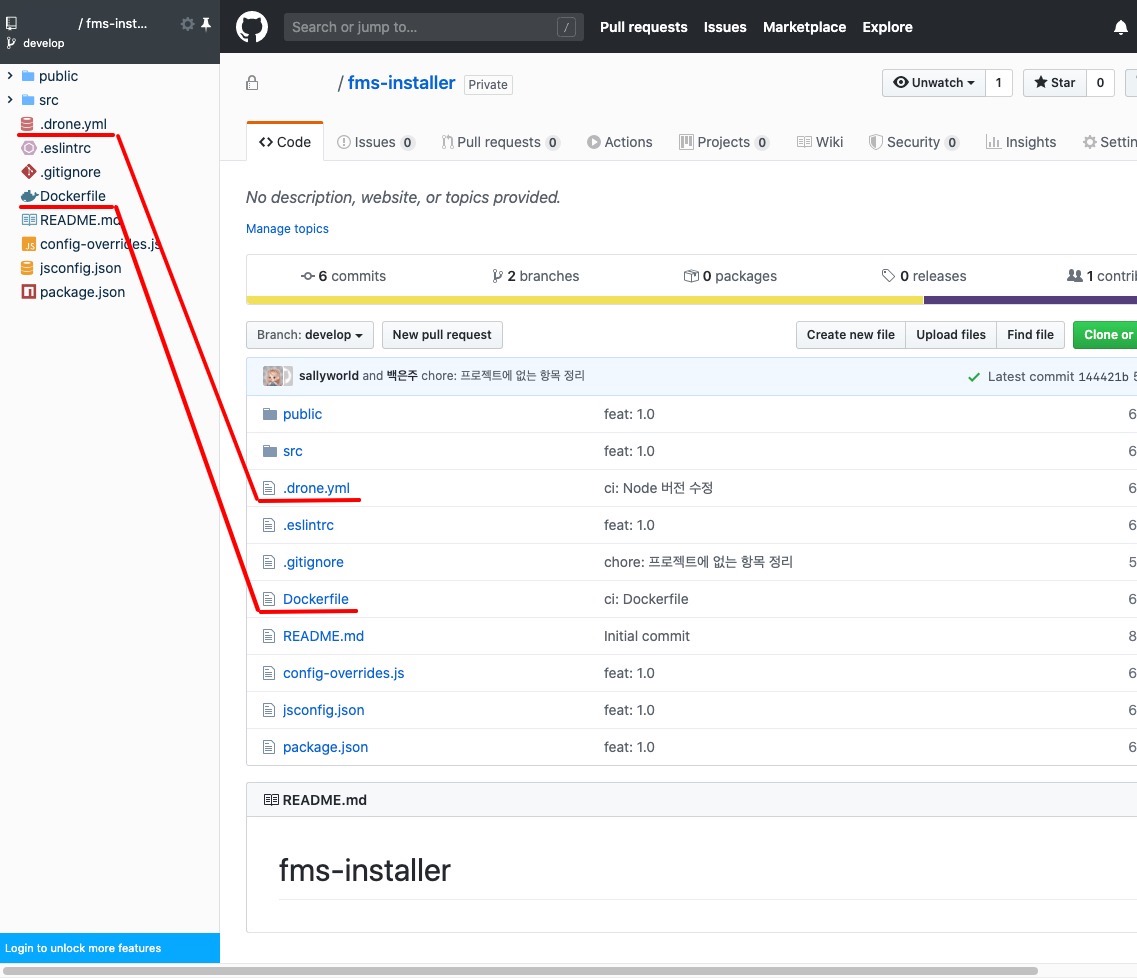 / fms-inst...
develop
public
src
.drone.yml
.eslintrc
.gitignore
Dockerfile
README.md
config-overrides.js
jsconfig.json
package.json
Login to unlock more features
Search or jump to... /
Pull requests Issues Marketplace Explore
/ fms-installer Private
Unwatch 1 Star 0
Code Issues 0 Pull requests 0 Actions Projects 0 Wiki Security 0 Insights Settin
No description, website, or topics provided.
Manage topics
6 commits 2 branches 0 packages 0 releases 1 contrib
Branch: develop New pull request Create new file Upload files Find file Clone or
sallyworld and 백은주 chore: 프로젝트에 없는 항목 정리 Latest commit 144421b 5
public feat: 1.0 6
src feat: 1.0 6
.drone.yml ci: Node 버전 수정 6
.eslintrc feat: 1.0 6
.gitignore chore: 프로젝트에 없는 항목 정리 5
Dockerfile ci: Dockerfile 6
README.md Initial commit 8
config-overrides.js feat: 1.0 6
jsconfig.json feat: 1.0 6
package.json feat: 1.0 6
README.md
fms-installer